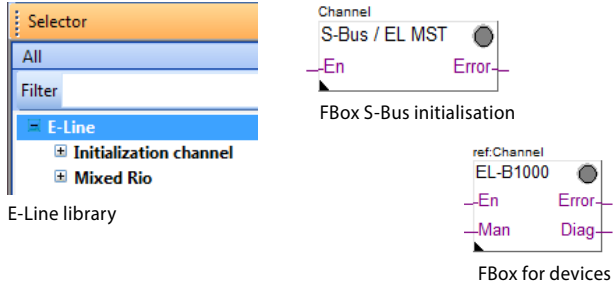 Selector
All
Filter
E-Line
Initialization channel
Mixed Rio
E-Line library
Channel
S-Bus / EL MST
En Error
FBox S-Bus initialisation
ref:Channel
EL-B1000
En Error
Man Diag
FBox for devices